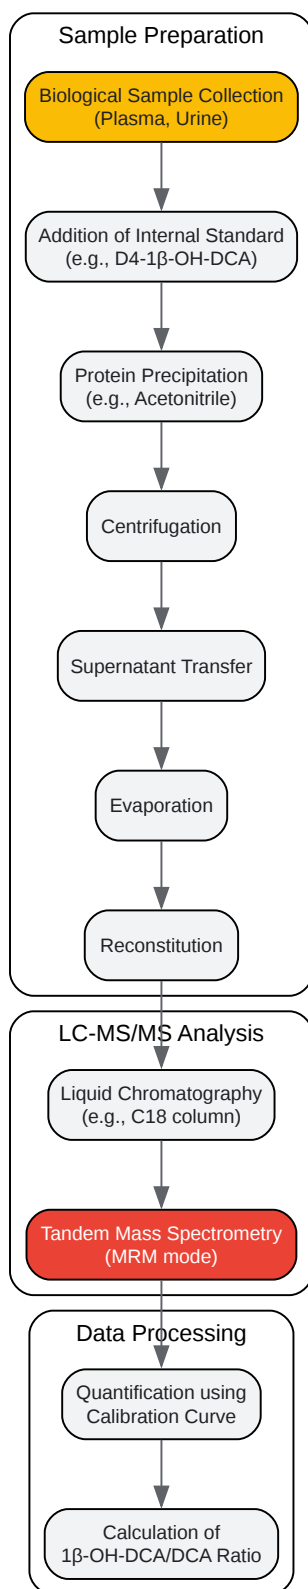 Sample Preparation
Biological Sample Collection
(Plasma, Urine)
Addition of Internal Standard
(e.g., D4-1β-OH-DCA)
Protein Precipitation
(e.g., Acetonitrile)
Centrifugation
Supernatant Transfer
Evaporation
Reconstitution
LC-MS/MS Analysis
Liquid Chromatography
(e.g., C18 column)
Tandem Mass Spectrometry
(MRM mode)
Data Processing
Quantification using
Calibration Curve
Calculation of
1β-OH-DCA/DCA Ratio